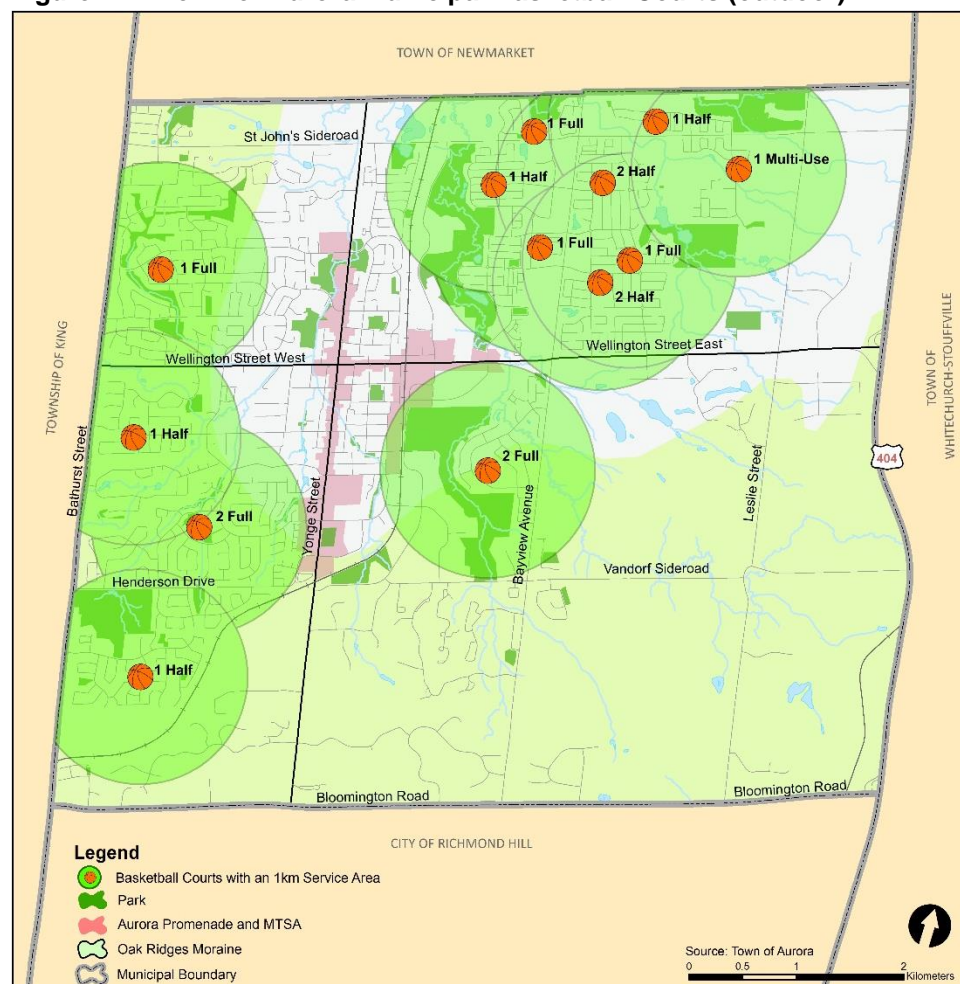 TOWN OF NEWMARKET
St John's Sideroad
1 Full
1 Half
1 Multi-Use
1 Half
2 Half
1 Full
1 Full
1 Full
2 Half
Wellington Street West
Wellington Street East
TOWNSHIP OF KING
TOWN OF
WHITECHURCH-STOUFFVILLE
Bathurst Street
1 Half
2 Full
404
Yonge Street
Bayview Avenue
Leslie Street
2 Full
Henderson Drive
Vandorf Sideroad
1 Half
Bloomington Road
Bloomington Road
CITY OF RICHMOND HILL
Legend
Basketball Courts with an 1km Service Area
Park
Aurora Promenade and MTSA
Oak Ridges Moraine
Municipal Boundary
Source: Town of Aurora
0 0.5 1 2
Kilometers